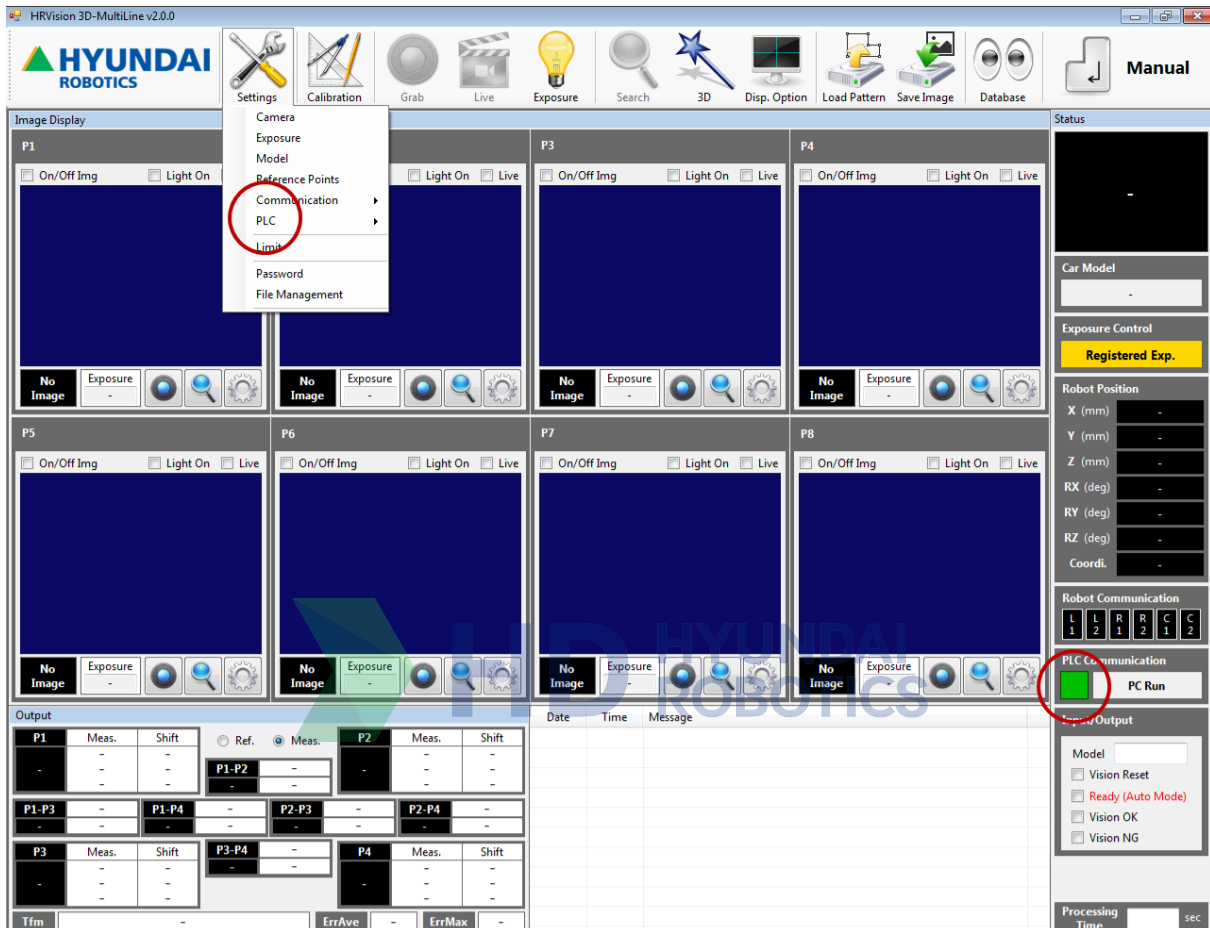 HRVision 3D-MultiLine v2.0.0
HYUNDAI
ROBOTICS
Settings
Calibration
Grab
Live
Exposure
Search
3D
Disp. Option
Load Pattern
Save Image
Database
Manual
Camera
Exposure
Model
Reference Points
Communication
PLC
Limit
Password
File Management
Image Display
P1
On/Off Img
Light On
Light On
Live
P3
On/Off Img
Light On
Live
P4
On/Off Img
Light On
Live
No
Image
Exposure
-
No
Image
Exposure
-
No
Image
Exposure
-
No
Image
Exposure
-
P5
On/Off Img
Light On
Live
P6
On/Off Img
Light On
Live
P7
On/Off Img
Light On
Live
P8
On/Off Img
Light On
Live
No
Image
Exposure
-
No
Image
Exposure
-
No
Image
Exposure
-
No
Image
Exposure
-
HD HYUNDAI
ROBOTICS
Status
-
Car Model
-
Exposure Control
Registered Exp.
Robot Position
X (mm) -
Y (mm) -
Z (mm) -
RX (deg) -
RY (deg) -
RZ (deg) -
Coordi. -
Robot Communication
L L R R C C
1 2 1 2 1 2
PLC Communication
PC Run
Input/Output
Model
Vision Reset
Ready (Auto Mode)
Vision OK
Vision NG
Processing
Time
sec
Output
P1 Meas. Shift
- -
- - -
- -
Ref. Meas.
P1-P2 -
- -
P2 Meas. Shift
- -
- - -
- -
P1-P3 - P1-P4 - P2-P3 - P2-P4 -
- - - - - - - -
P3 Meas. Shift
- -
- - -
- -
P3-P4 -
- -
P4 Meas. Shift
- -
- - -
- -
Tfm - ErrAve - ErrMax -
Date Time Message